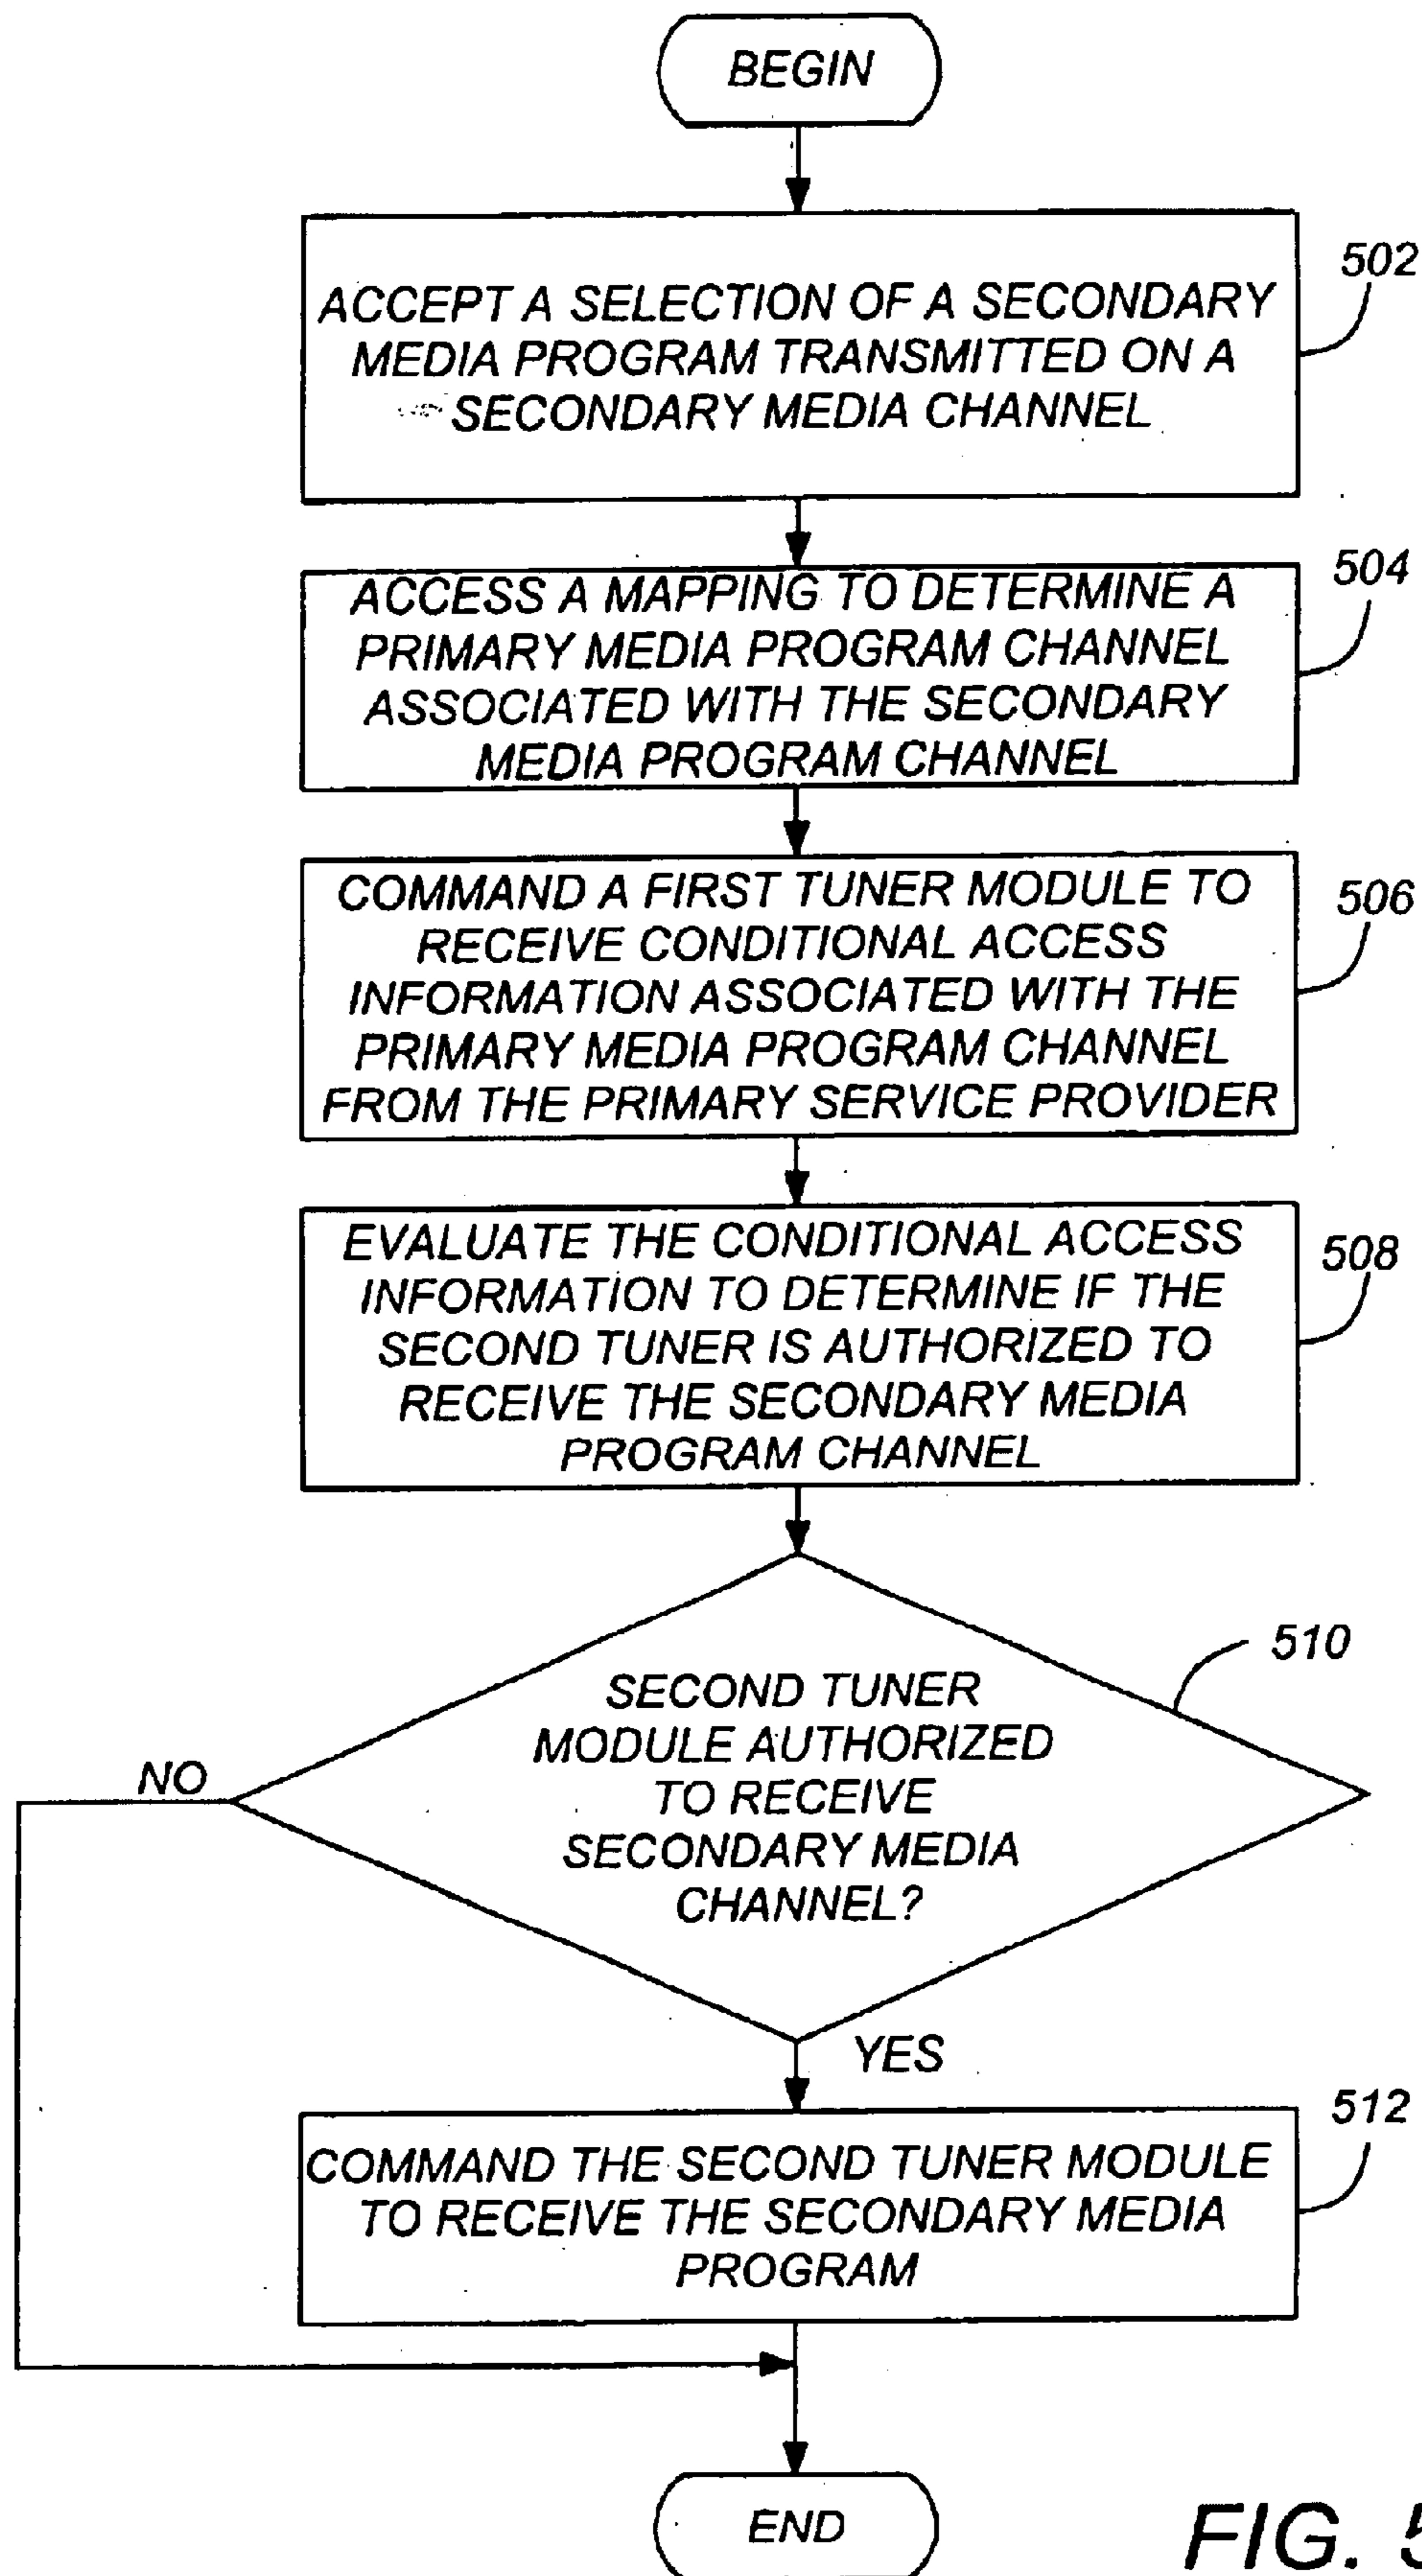 BEGIN
502
ACCEPT A SELECTION OF A SECONDARY
MEDIA PROGRAM TRANSMITTED ON A
SECONDARY MEDIA CHANNEL
504
ACCESS A MAPPING TO DETERMINE A
PRIMARY MEDIA PROGRAM CHANNEL
ASSOCIATED WITH THE SECONDARY
MEDIA PROGRAM CHANNEL
506
COMMAND A FIRST TUNER MODULE TO
RECEIVE CONDITIONAL ACCESS
INFORMATION ASSOCIATED WITH THE
PRIMARY MEDIA PROGRAM CHANNEL
FROM THE PRIMARY SERVICE PROVIDER
508
EVALUATE THE CONDITIONAL ACCESS
INFORMATION TO DETERMINE IF THE
SECOND TUNER IS AUTHORIZED TO
RECEIVE THE SECONDARY MEDIA
PROGRAM CHANNEL
510
SECOND TUNER
MODULE AUTHORIZED
TO RECEIVE
SECONDARY MEDIA
CHANNEL?
NO
YES
512
COMMAND THE SECOND TUNER MODULE
TO RECEIVE THE SECONDARY MEDIA
PROGRAM
END
FIG. 5